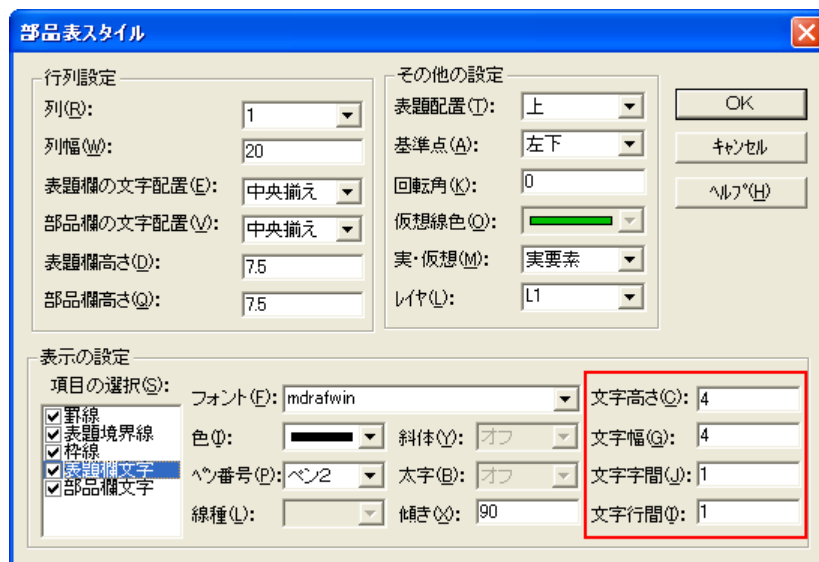 部品表スタイル
行列設定
列(R): 1
列幅(W): 20
表題欄の文字配置(E): 中央揃え
部品欄の文字配置(V): 中央揃え
表題欄高さ(D): 7.5
部品欄高さ(Q): 7.5
その他の設定
表題配置(T): 上
基準点(A): 左下
回転角(K): 0
仮想線色(O):
実・仮想(M): 実要素
レイヤ(L): L1
OK
キャンセル
ヘルプ(H)
表示の設定
項目の選択(S):
罫線
表題境界線
枠線
表題欄文字
部品欄文字
フォント(F): mdrafwin
色(I):
ペン番号(P): ペン2
線種(L):
斜体(Y): オフ
太字(B): オフ
傾き(X): 90
文字高さ(C): 4
文字幅(G): 4
文字字間(J): 1
文字行間(I): 1